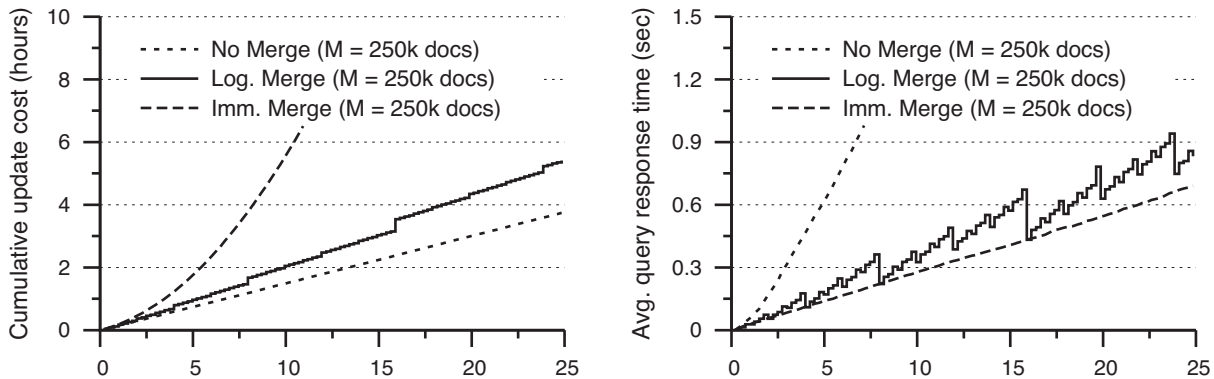 Cumulative update cost (hours)
10
8
6
4
2
0
No Merge (M = 250k docs)
Log. Merge (M = 250k docs)
Imm. Merge (M = 250k docs)
0 5 10 15 20 25
Avg. query response time (sec)
1.5
1.2
0.9
0.6
0.3
0
No Merge (M = 250k docs)
Log. Merge (M = 250k docs)
Imm. Merge (M = 250k docs)
0 5 10 15 20 25